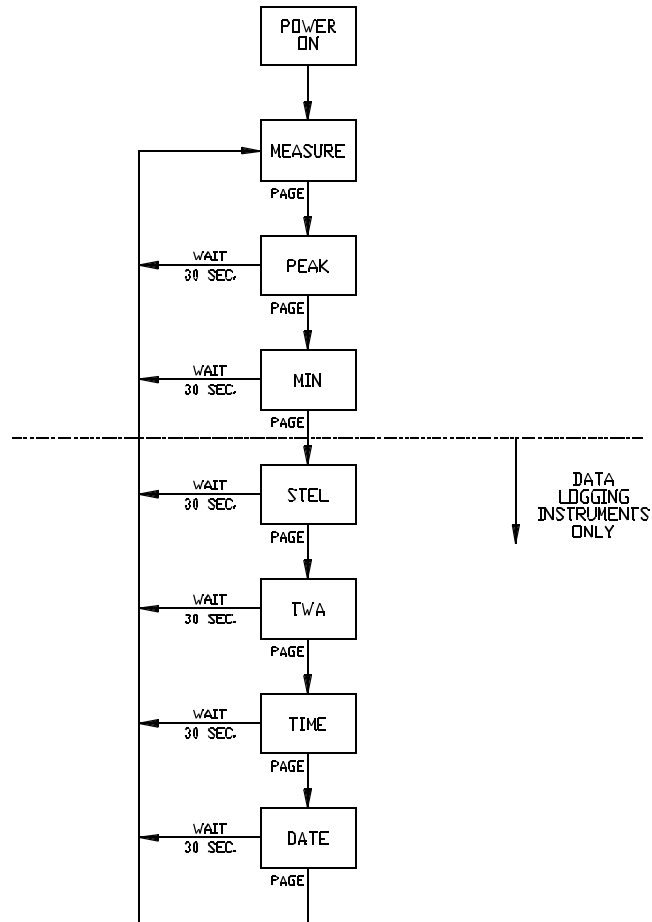 POWER
ON
MEASURE
PAGE
WAIT
30 SEC.
PEAK
PAGE
WAIT
30 SEC.
MIN
PAGE
WAIT
30 SEC.
STEL
DATA
LOGGING
INSTRUMENTS
ONLY
PAGE
WAIT
30 SEC.
TWA
PAGE
WAIT
30 SEC.
TIME
PAGE
WAIT
30 SEC.
DATE
PAGE